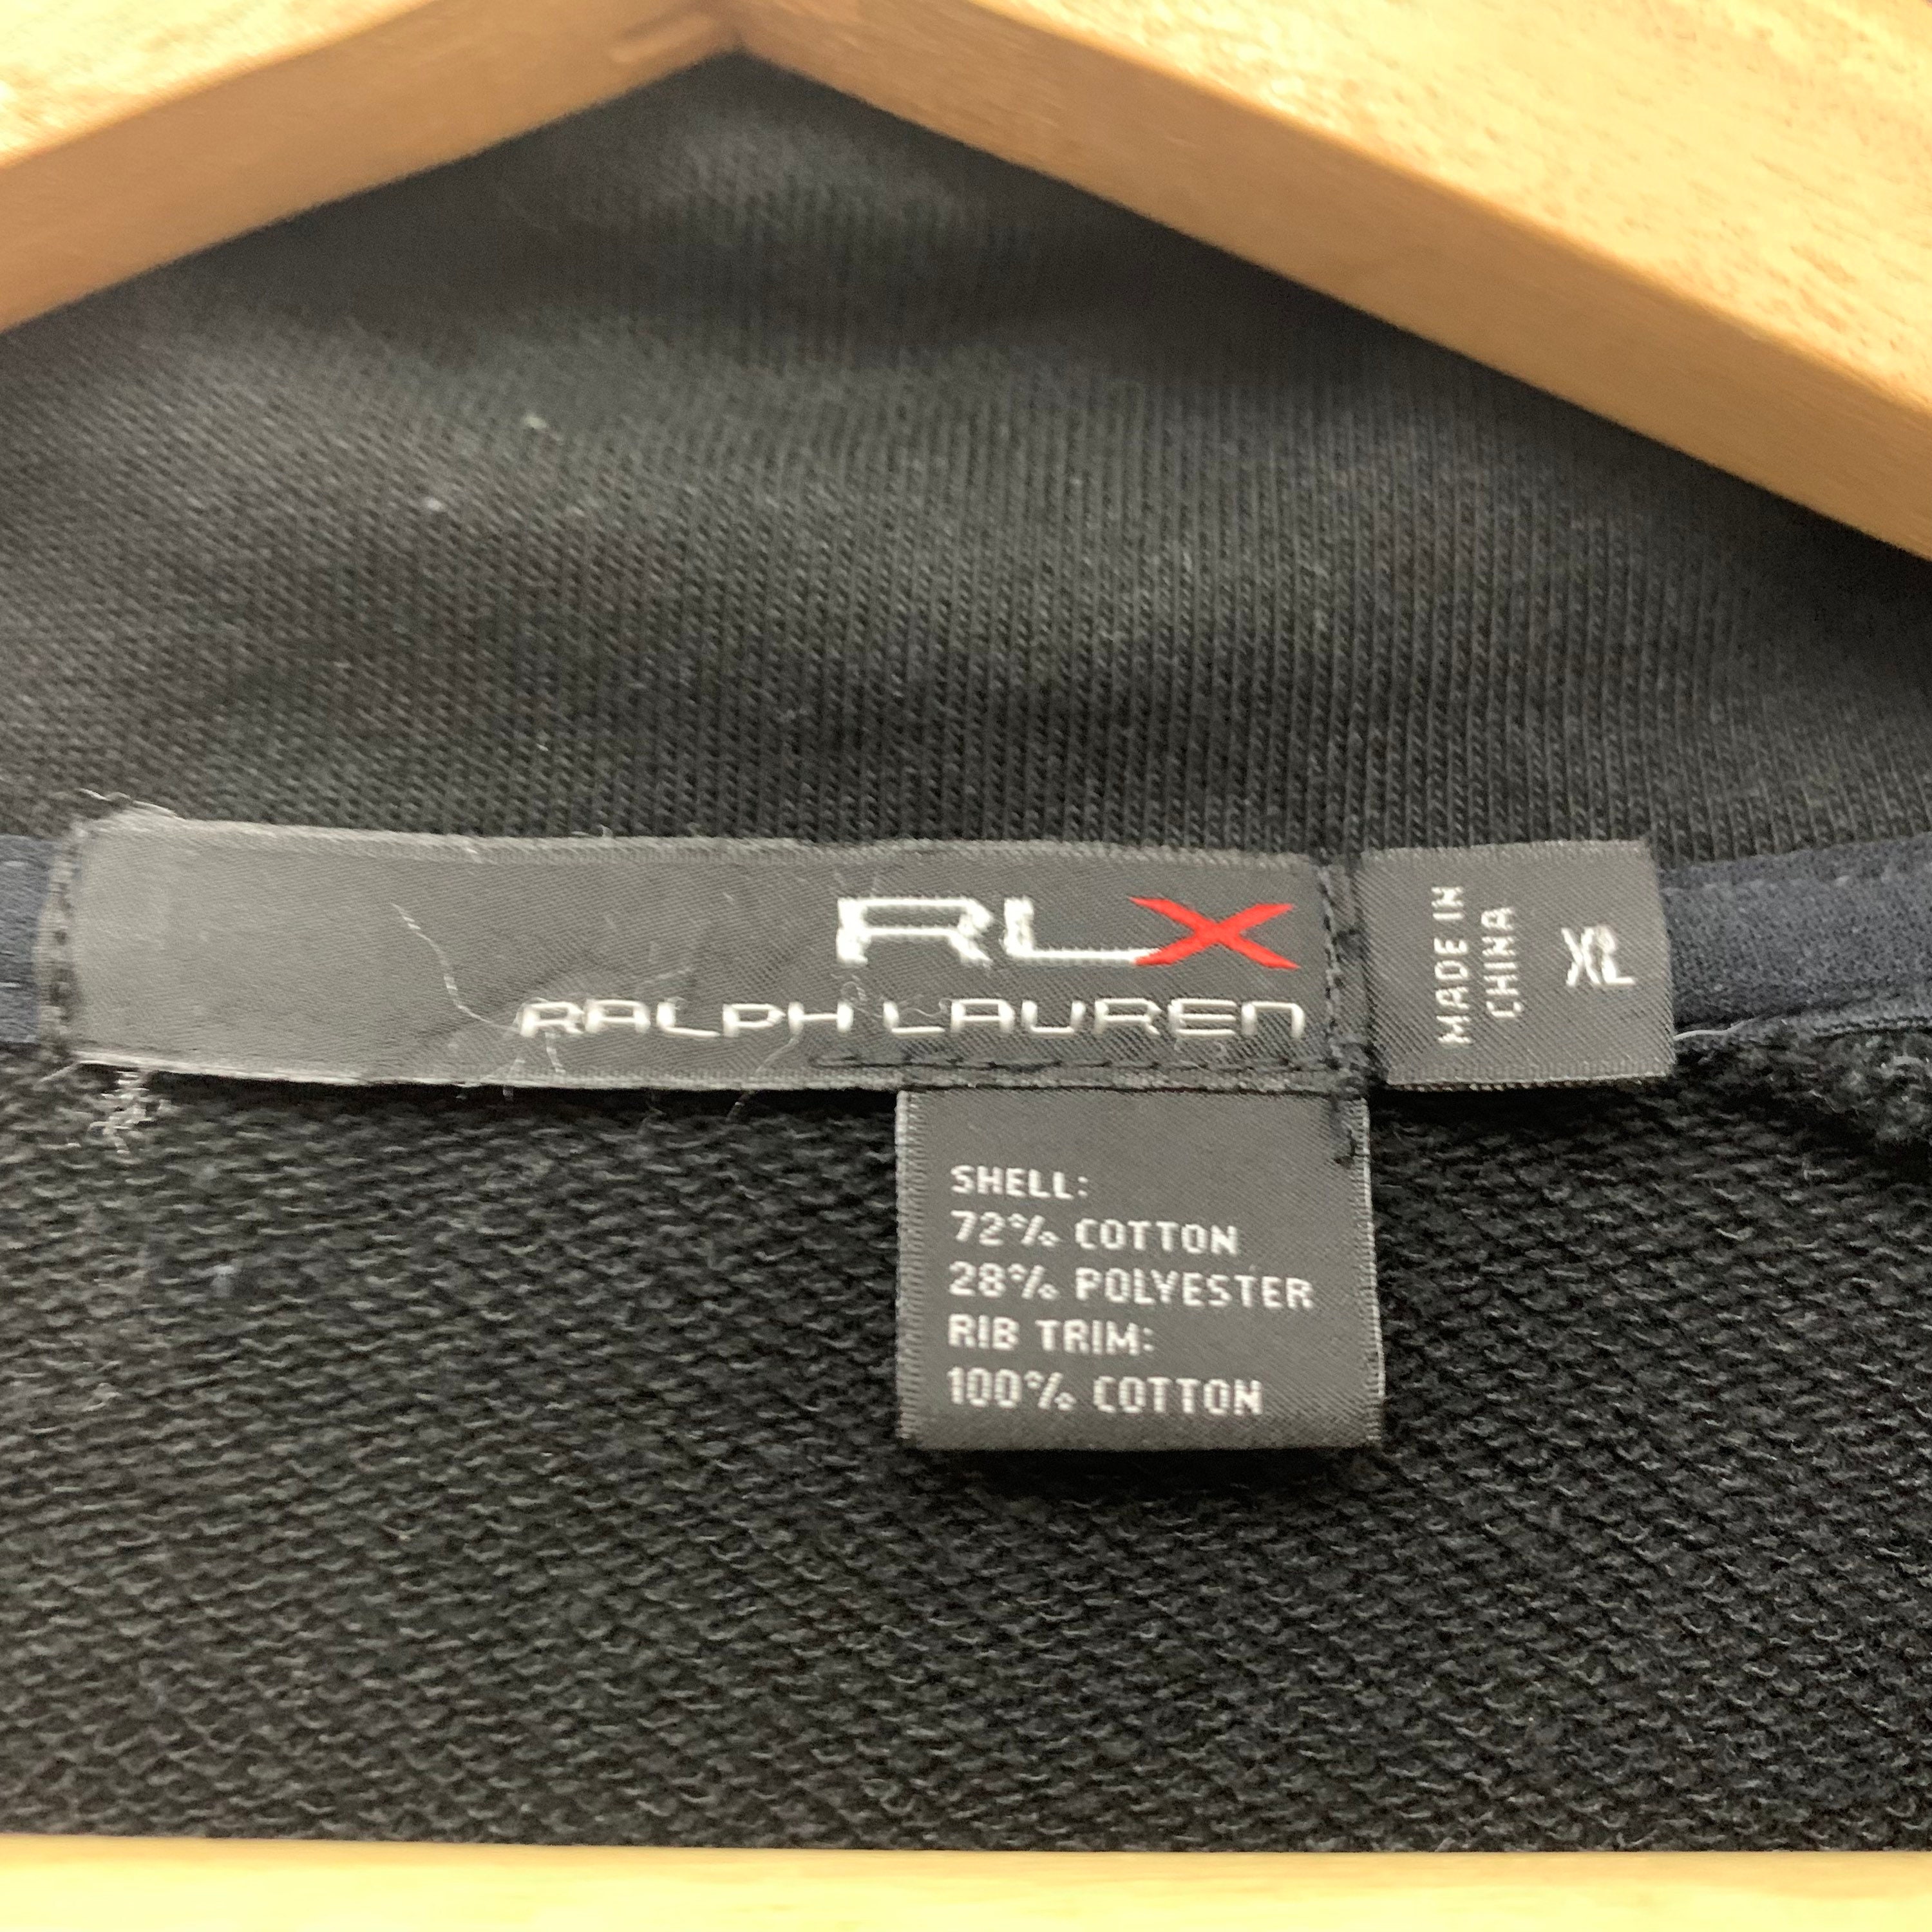 RLX
RALPH LAUREN
MADE IN
CHINA
XL
SHELL:
72% COTTON
28% POLYESTER
RIB TRIM:
100% COTTON